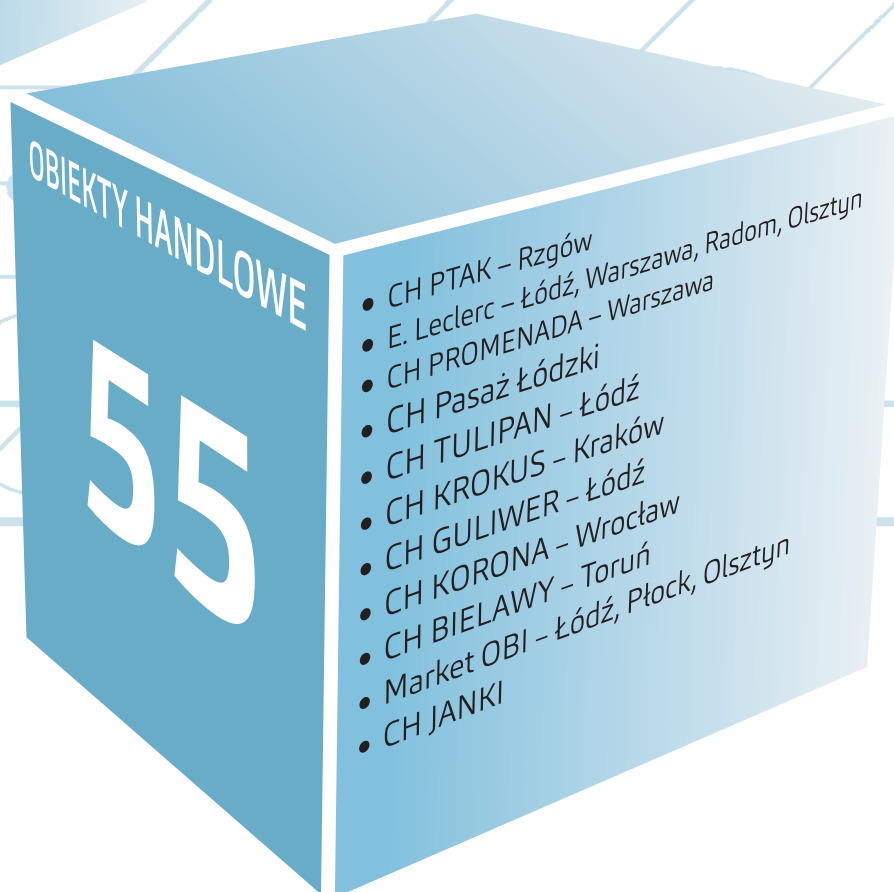 OBIEKTY HANDLOWE
55
• CH PTAK – Rzgów
• E. Leclerc – Łódź, Warszawa, Radom, Olsztyn
• CH PROMENADA – Warszawa
• CH Pasaż Łódzki
• CH TULIPAN – Łódź
• CH KROKUS – Kraków
• CH GULIWER – Łódź
• CH KORONA – Wrocław
• CH BIELAWY – Toruń
• Market OBI – Łódź, Płock, Olsztyn
• CH JANKI